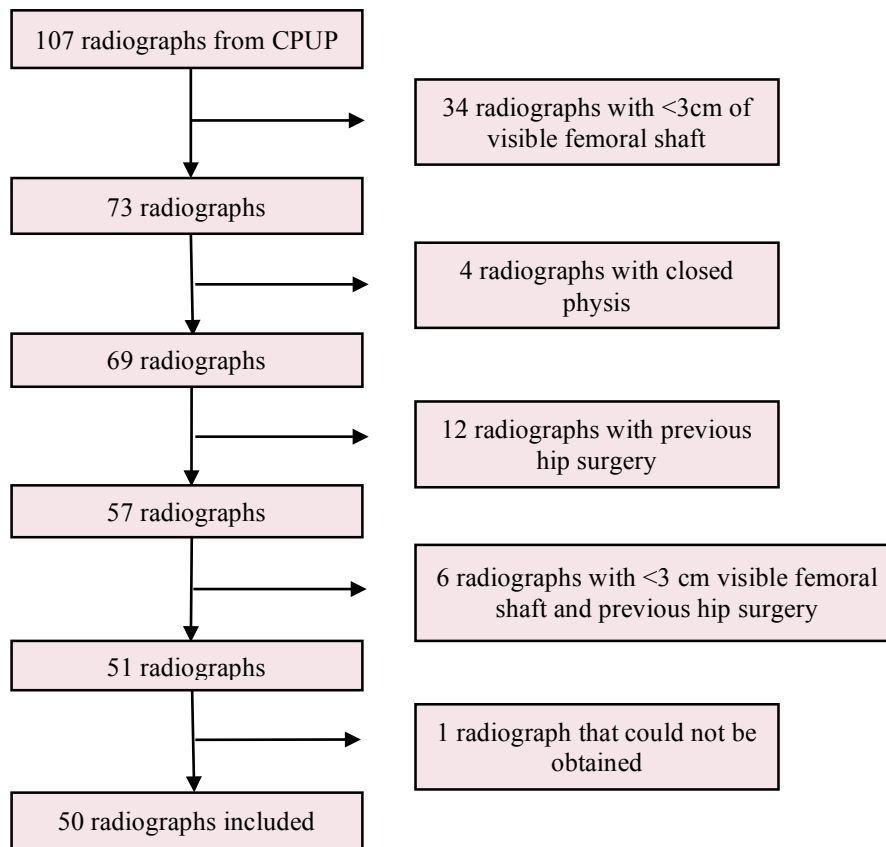 107 radiographs from CPUP
34 radiographs with <3cm of
visible femoral shaft
73 radiographs
4 radiographs with closed
physis
69 radiographs
12 radiographs with previous
hip surgery
57 radiographs
6 radiographs with <3 cm visible femoral
shaft and previous hip surgery
51 radiographs
1 radiograph that could not be
obtained
50 radiographs included